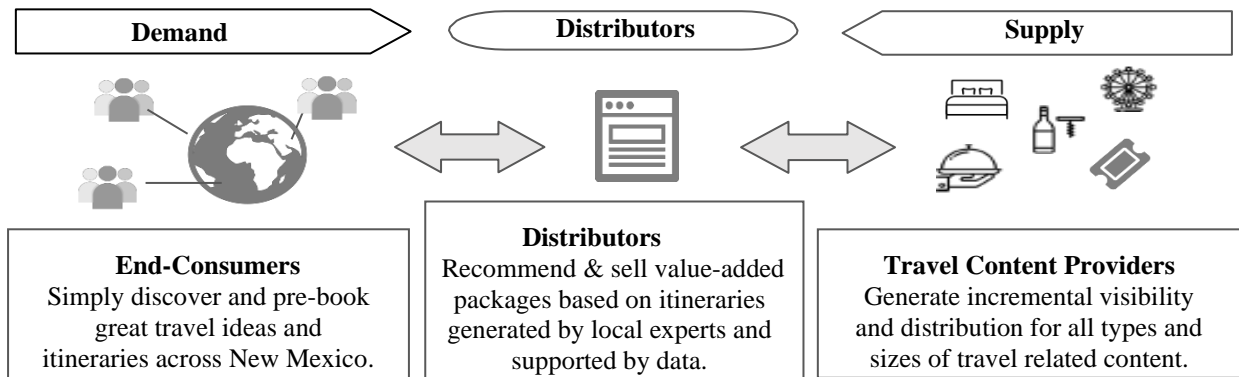 Demand
Distributors
Supply
End-Consumers
Simply discover and pre-book
great travel ideas and
itineraries across New Mexico.
Distributors
Recommend & sell value-added
packages based on itineraries
generated by local experts and
supported by data.
Travel Content Providers
Generate incremental visibility
and distribution for all types and
sizes of travel related content.